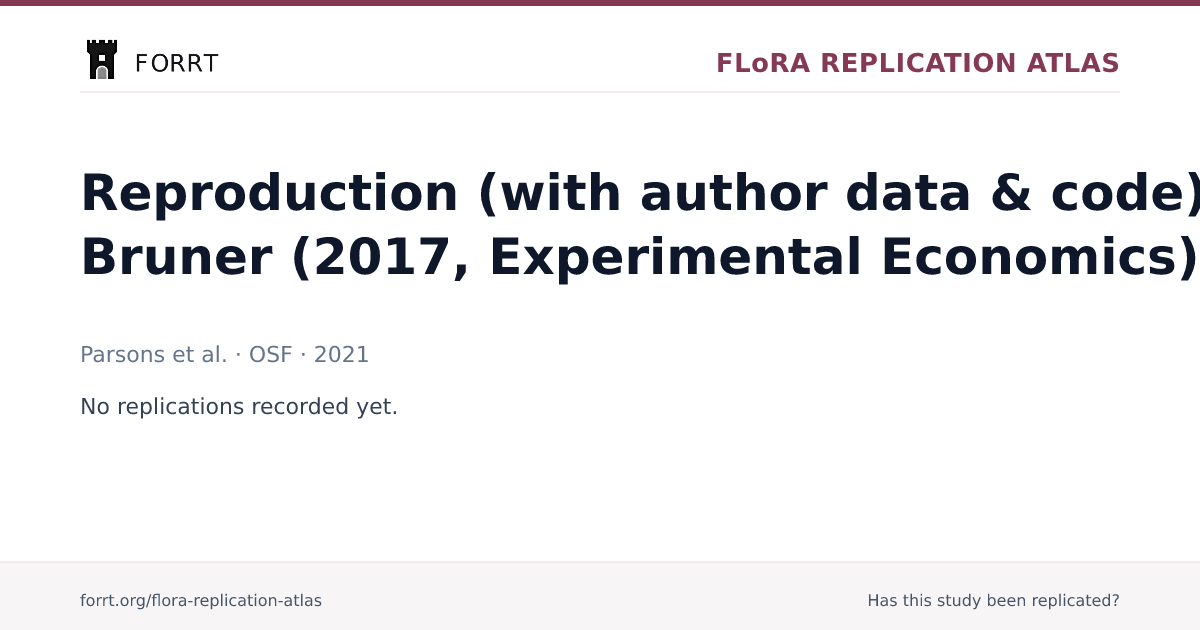 FORRT
FLoRA REPLICATION ATLAS
Reproduction (with author data & code)
Bruner (2017, Experimental Economics)
Parsons et al. · OSF · 2021
No replications recorded yet.
forrt.org/flora-replication-atlas
Has this study been replicated?